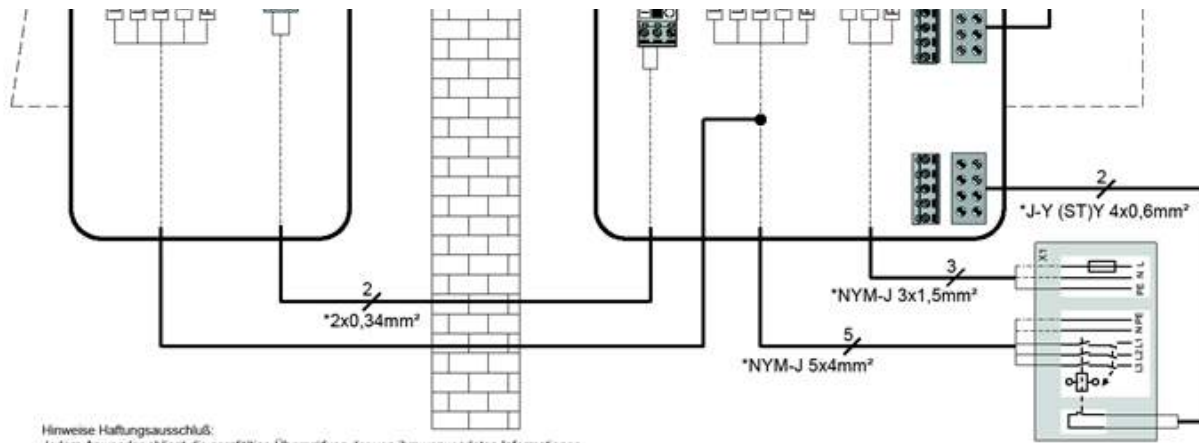 2
*J-Y (ST)Y 4x0,6mm²
X1
3
*NYM-J 3x1,5mm²
PE N L
2
*2x0,34mm²
5
*NYM-J 5x4mm²
L3 L2 L1 N PE
Hinweise Haftungsausschluß: